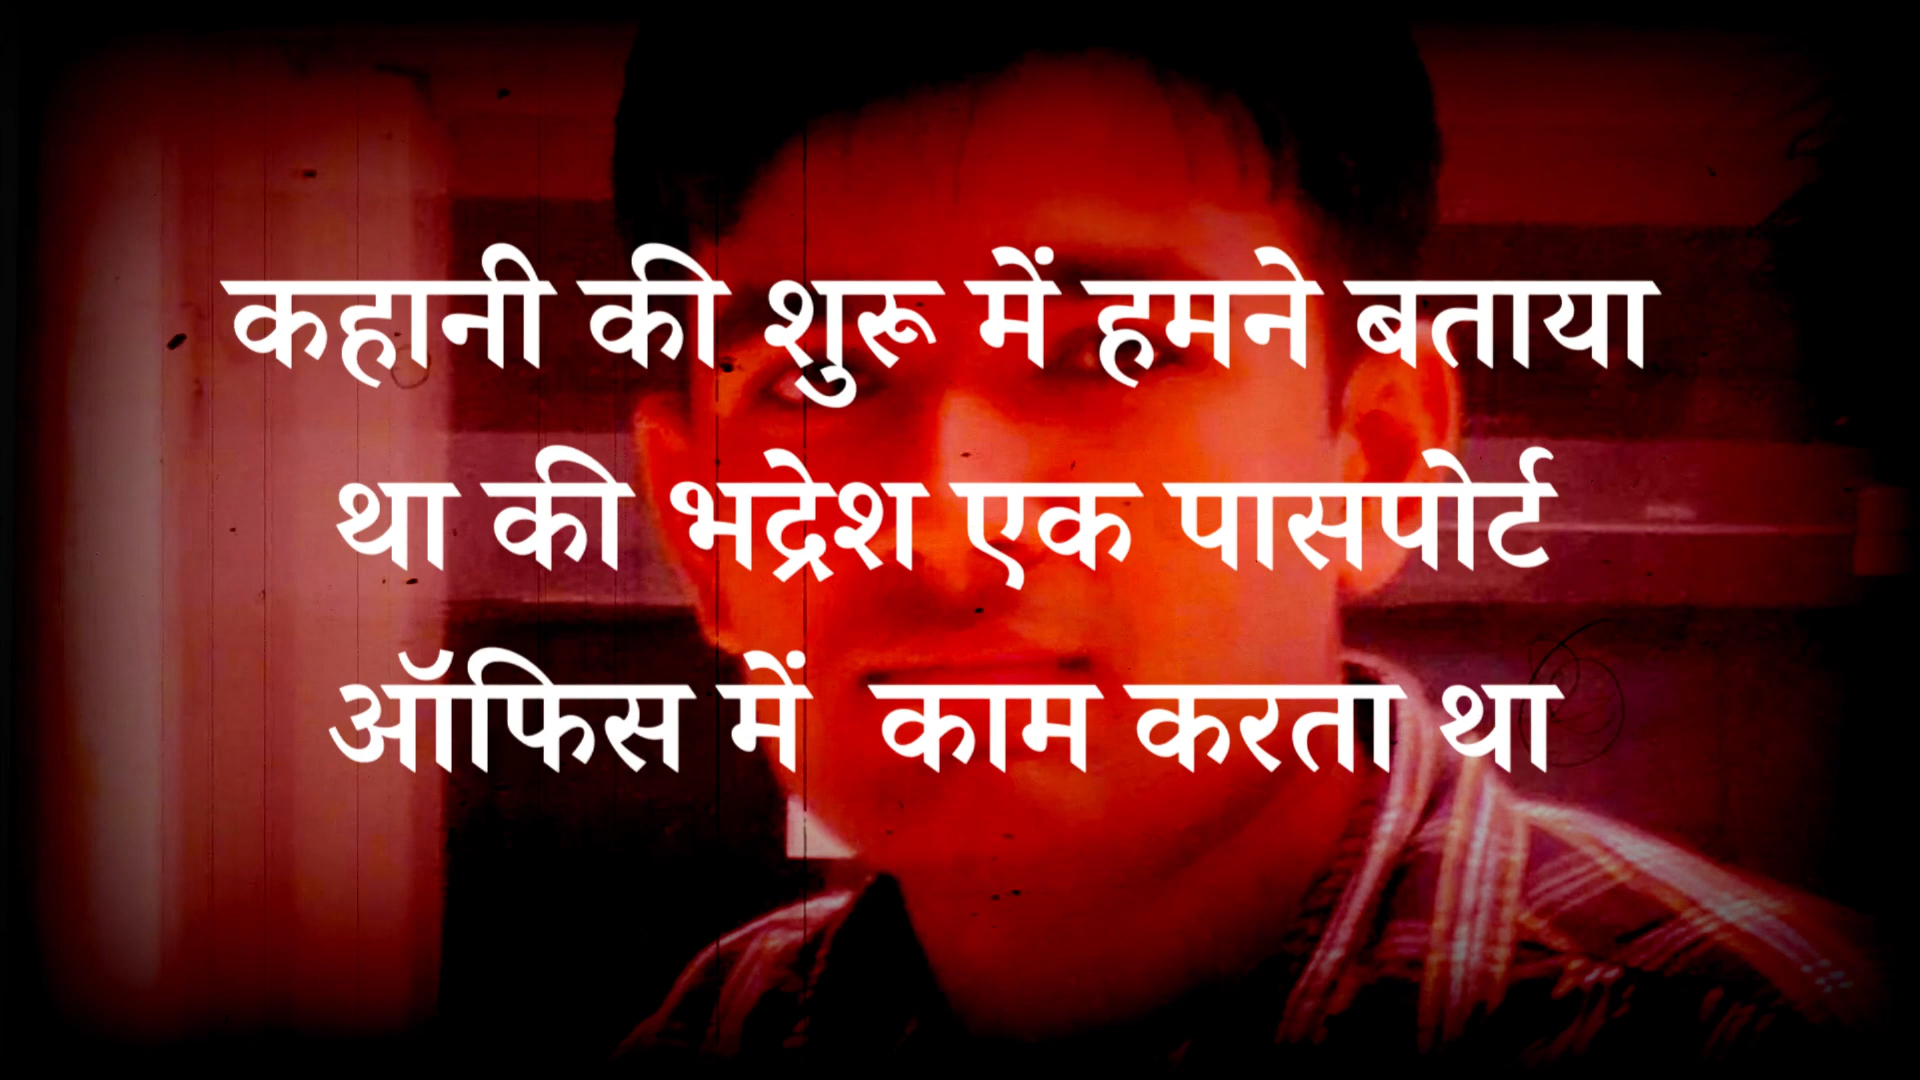 कहानी की शुरू में हमने बताया
था की भद्रेश एक पासपोर्ट
ऑफिस में काम करता था